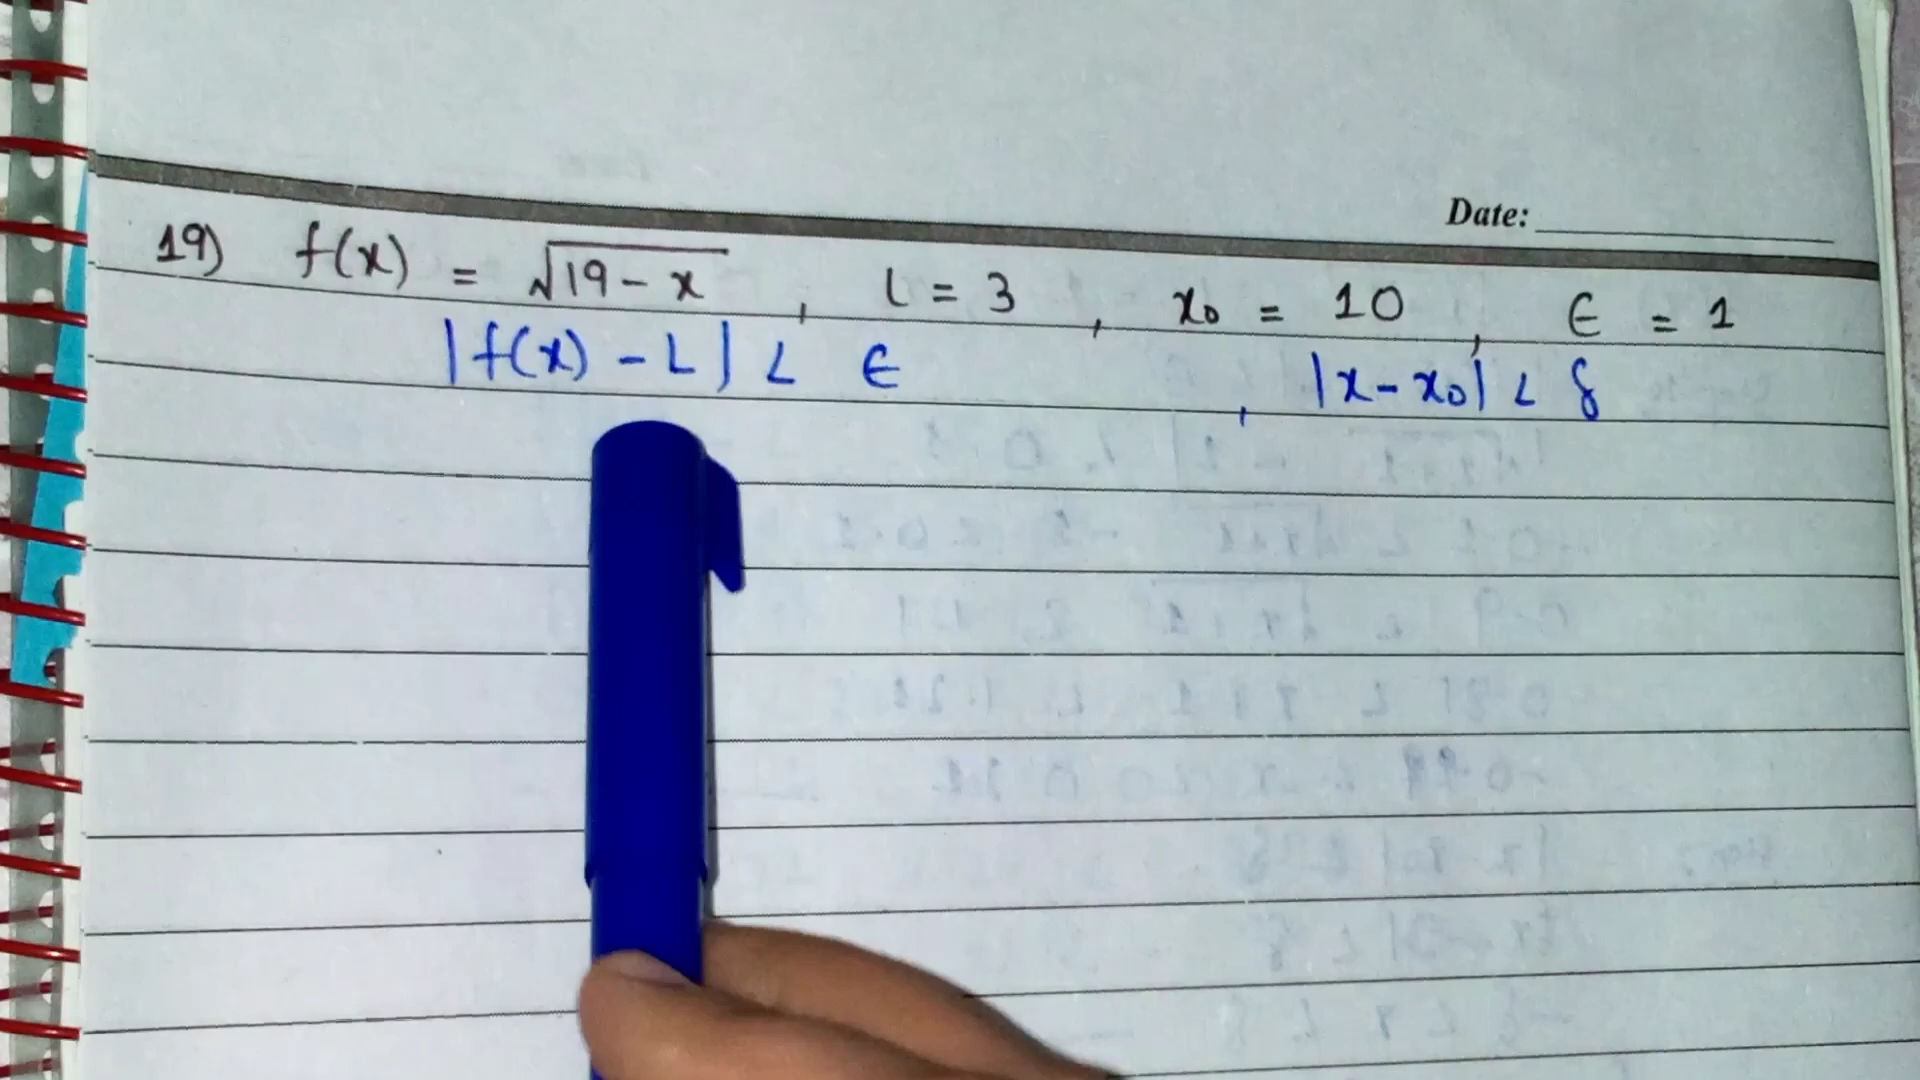 Date:
19) f(x) = √19-x , L = 3 , x₀ = 10 , ϵ = 1
|f(x) - L| < ϵ , |x - x₀| < δ